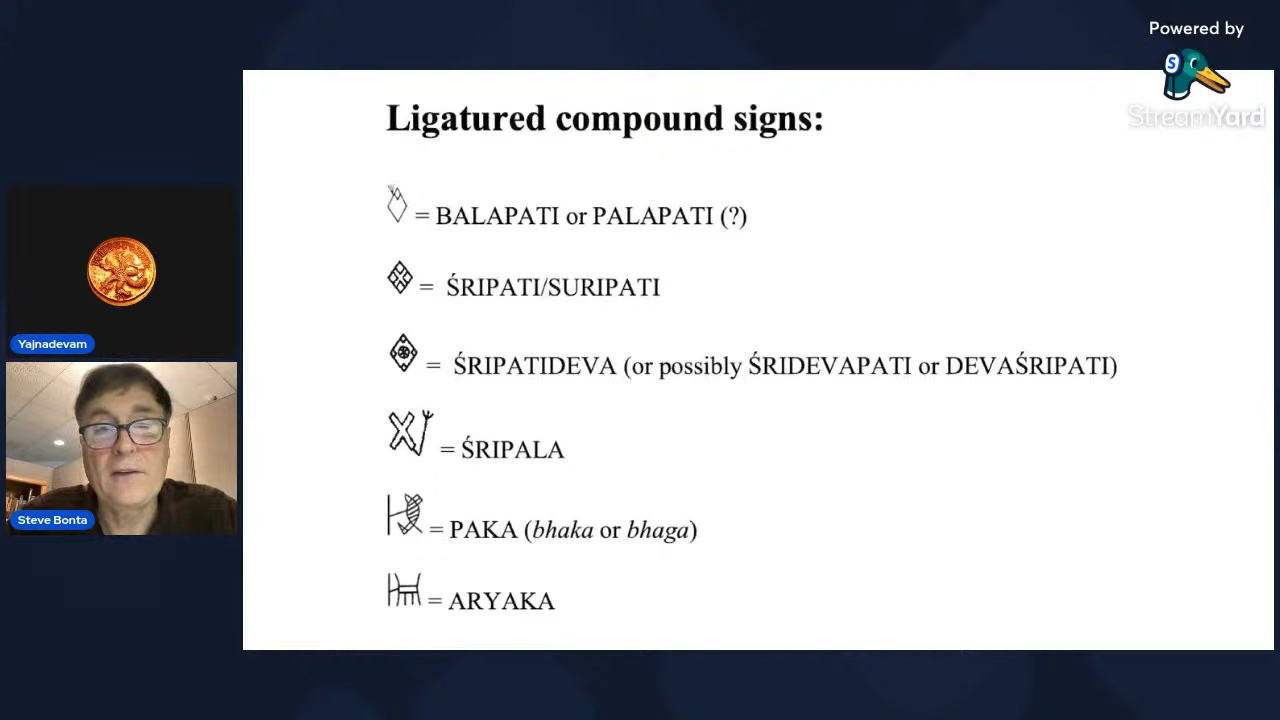 Powered by
StreamYard
Ligatured compound signs:
= BALAPATI or PALAPATI (?)
= ŚRIPATI/SURIPATI
= ŚRIPATIDEVA (or possibly ŚRIDEVAPATI or DEVAŚRIPATI)
= ŚRIPALA
= PAKA (bhaka or bhaga)
= ARYAKA
Yajnadevam
Steve Bonta